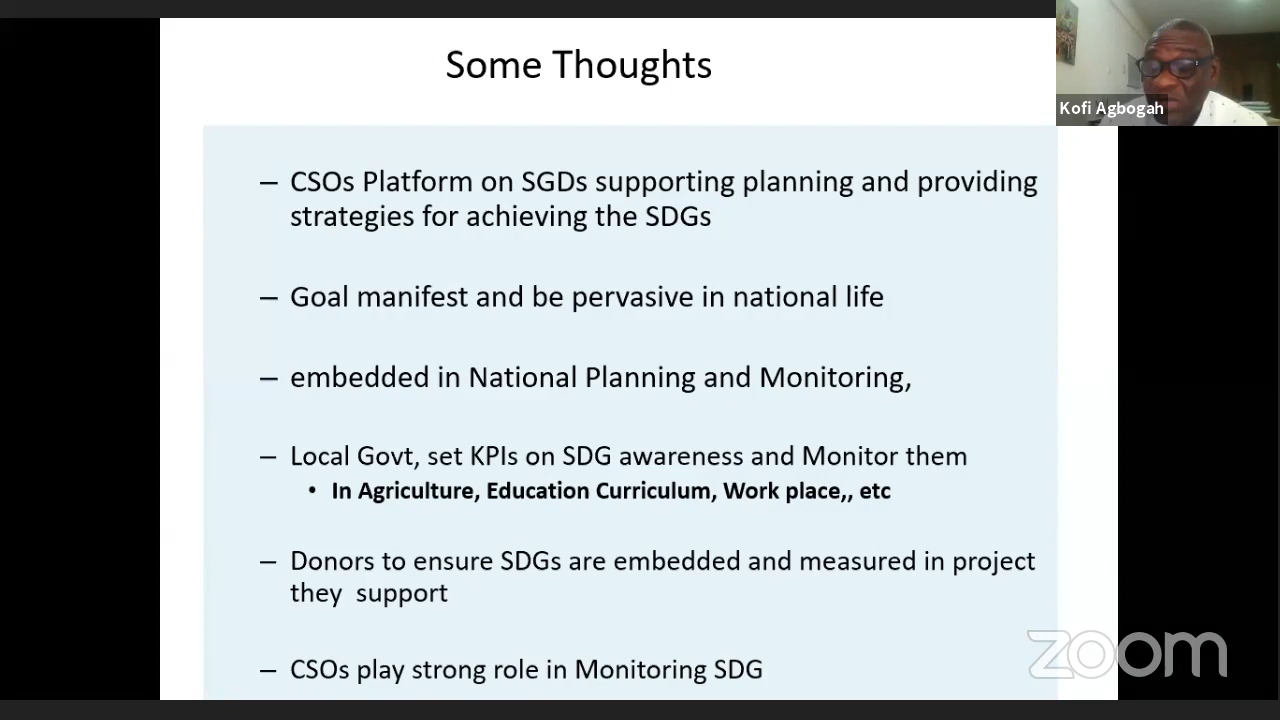 Some Thoughts
Kofi Agbogah
– CSOs Platform on SGDs supporting planning and providing
strategies for achieving the SDGs
– Goal manifest and be pervasive in national life
– embedded in National Planning and Monitoring,
– Local Govt, set KPIs on SDG awareness and Monitor them
• In Agriculture, Education Curriculum, Work place,, etc
– Donors to ensure SDGs are embedded and measured in project
they  support
– CSOs play strong role in Monitoring SDG
zoom